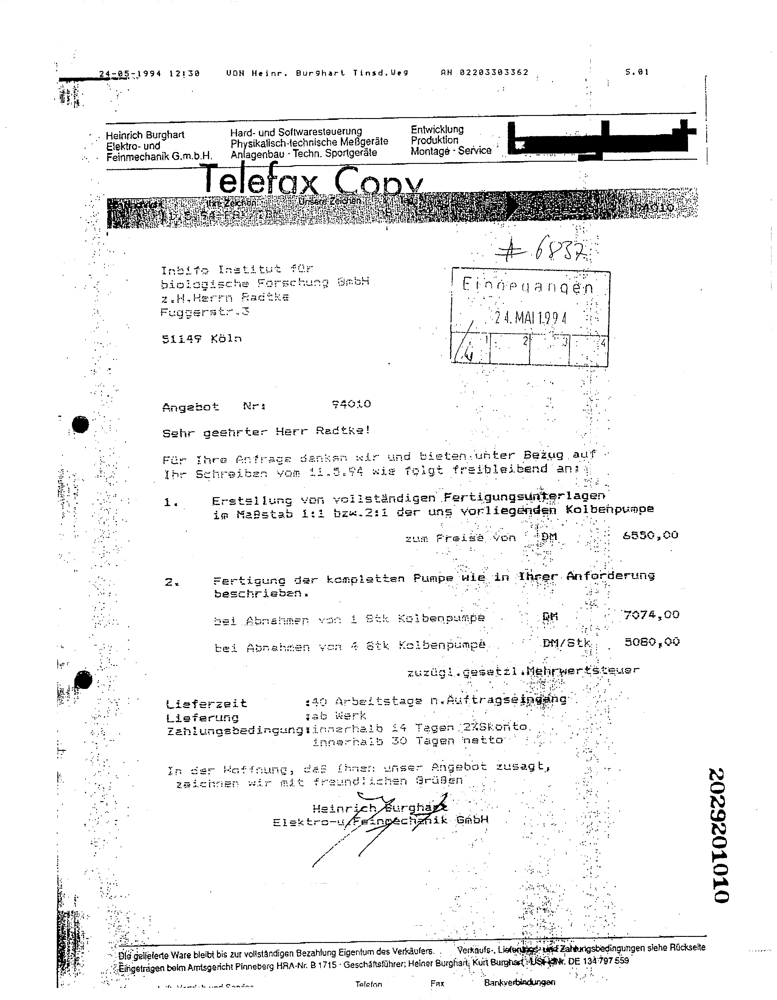 24-05-1994 12:30 VON Heinr. Burghart Tinsd.Weg AN 02203303362 S.01
Heinrich Burghart
Elektro- und
Feinmechanik G.m.b.H.
Hard- und Softwaresteuerung
Physikalisch-technische Meßgeräte
Anlagenbau · Techn. Sportgeräte
Entwicklung
Produktion
Montage · Service
Telefax Copy
Ihre Zeichen Unsere Zeichen
94010
# 6837
Inbifo Institut für
biologische Forschung GmbH
z.H.Herrn Radtke
Fuggerstr.3
51149 Köln
Eingegangen
24. MAI 1994
1 2 3 4
Angebot Nr: 94010
Sehr geehrter Herr Radtke!
Für Ihre Anfrage danken wir und bieten unter Bezug auf
Ihr Schreiben vom 11.5.94 wie folgt freibleibend an:
1. Erstellung von vollständigen Fertigungsunterlagen
im Maßstab 1:1 bzw.2:1 der uns vorliegenden Kolbenpumpe
zum Preise von DM 6550,00
2. Fertigung der kompletten Pumpe wie in Ihrer Anforderung
beschrieben.
bei Abnahmen von 1 Stk Kolbenpumpe DM 7074,00
bei Abnahmen von 4 Stk Kolbenpumpe DM/Stk 5080,00
zuzügl.gesetzl.Mehrwertsteuer
Lieferzeit :40 Arbeitstage n.Auftragseingang
Lieferung :ab Werk
Zahlungsbedingung:innerhalb 14 Tagen 2%Skonto
innerhalb 30 Tagen netto
In der Hoffnung, daß Ihnen unser Angebot zusagt,
zeichnen wir mit freundlichen Grüßen
Heinrich Burghart
Elektro-u/Feinmechanik GmbH
2029201010
Die gelieferte Ware bleibt bis zur vollständigen Bezahlung Eigentum des Verkäufers. Verkaufs-, Lieferungs- und Zahlungsbedingungen siehe Rückseite
Eingetragen beim Amtsgericht Pinneberg HRA-Nr. B 1715 · Geschäftsführer: Heiner Burghart, Kurt Burghart · USt-IdNr. DE 134 797 559
Telefon Fax Bankverbindungen